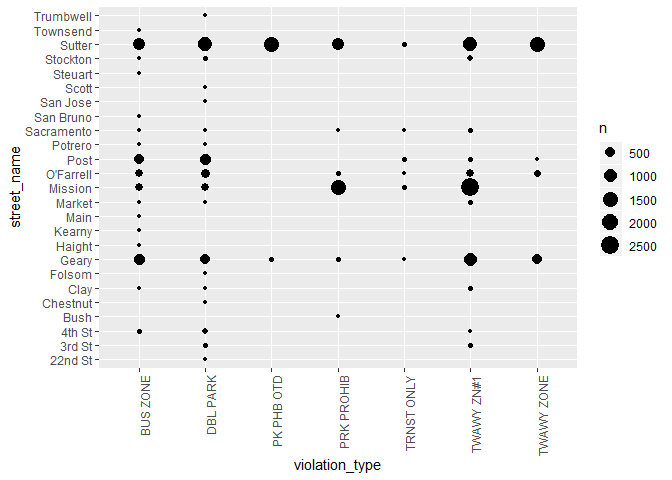 Trumbwell
Townsend
Sutter
Stockton
Steuart
Scott
San Jose
San Bruno
Sacramento
Potrero
Post
O'Farrell
Mission
Market
Main
Kearny
Haight
Geary
Folsom
Clay
Chestnut
Bush
4th St
3rd St
22nd St
street_name
BUS ZONE
DBL PARK
PK PHB OTD
PRK PROHIB
TRNST ONLY
TWAWY ZN#1
TWAWY ZONE
violation_type
n
500
1000
1500
2000
2500